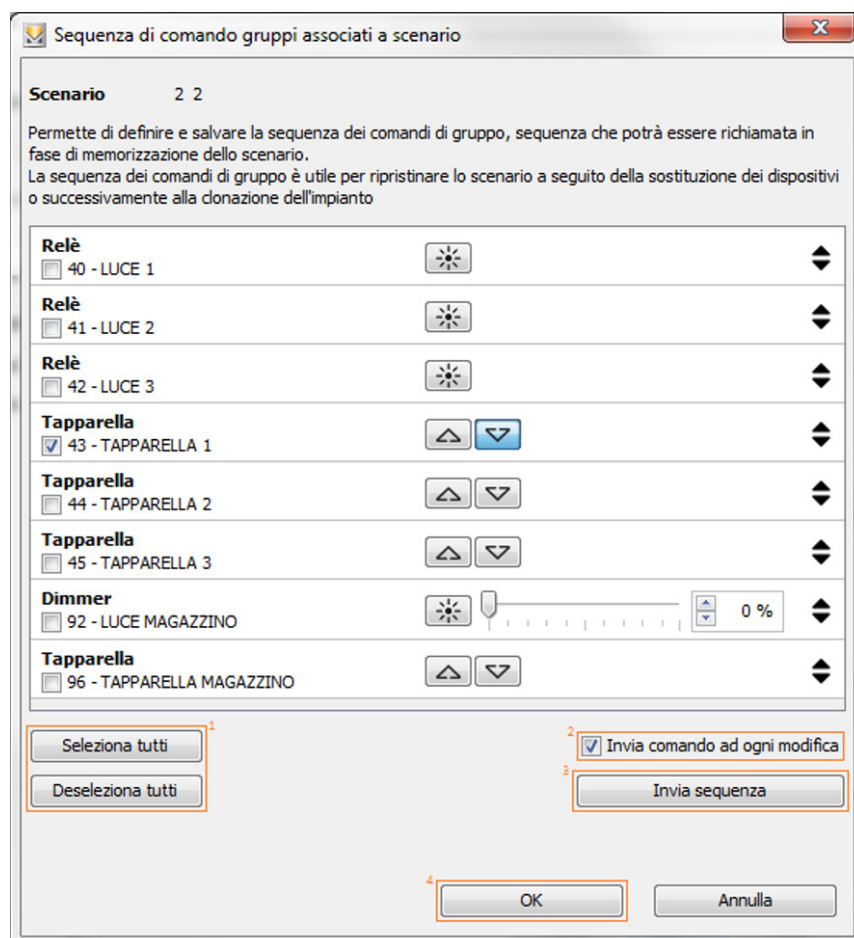 Sequenza di comando gruppi associati a scenario
Scenario 2 2
Permette di definire e salvare la sequenza dei comandi di gruppo, sequenza che potrà essere richiamata in
fase di memorizzazione dello scenario.
La sequenza dei comandi di gruppo è utile per ripristinare lo scenario a seguito della sostituzione dei dispositivi
o successivamente alla clonazione dell'impianto
Relè
40 - LUCE 1
Relè
41 - LUCE 2
Relè
42 - LUCE 3
Tapparella
43 - TAPPARELLA 1
Tapparella
44 - TAPPARELLA 2
Tapparella
45 - TAPPARELLA 3
Dimmer
92 - LUCE MAGAZZINO
0 %
Tapparella
96 - TAPPARELLA MAGAZZINO
1
Seleziona tutti
Deseleziona tutti
2
Invia comando ad ogni modifica
3
Invia sequenza
4
OK
Annulla